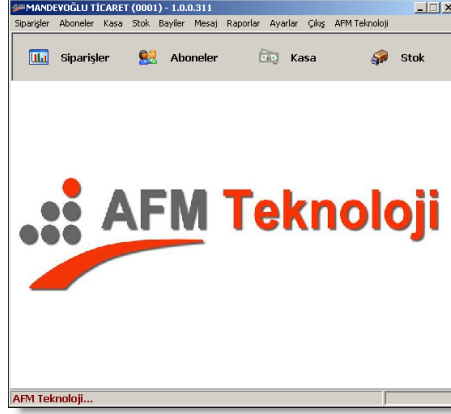 MANDEVOĞLU TİCARET (0001) - 1.0.0.311
Siparişler Aboneler Kasa Stok Bayiler Mesaj Raporlar Ayarlar Çıkış AFM Teknoloji
Siparişler Aboneler Kasa Stok
AFM Teknoloji
AFM Teknoloji...